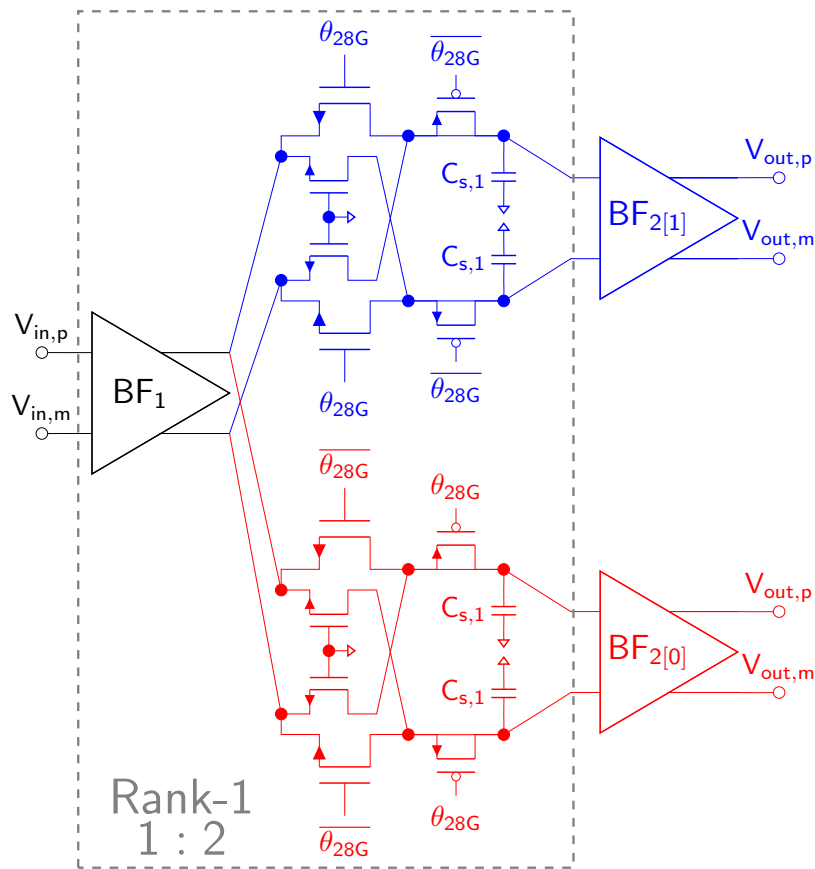 θ28G
θ28G
Cs,1
Cs,1
θ28G
θ28G
Vout,p
BF2[1]
Vout,m
Vin,p
BF1
Vin,m
θ28G
θ28G
Cs,1
Cs,1
θ28G
θ28G
Vout,p
BF2[0]
Vout,m
Rank-1
1 : 2